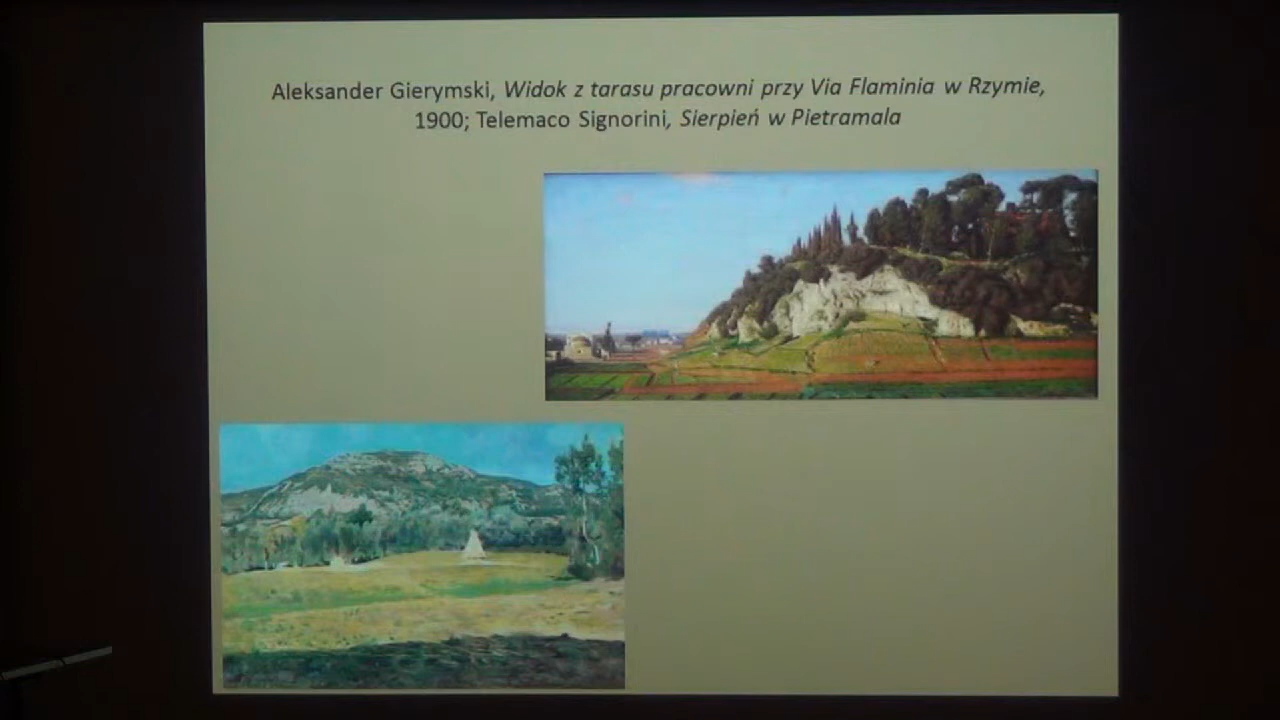 Aleksander Gierymski, Widok z tarasu pracowni przy Via Flaminia w Rzymie,
1900; Telemaco Signorini, Sierpień w Pietramala